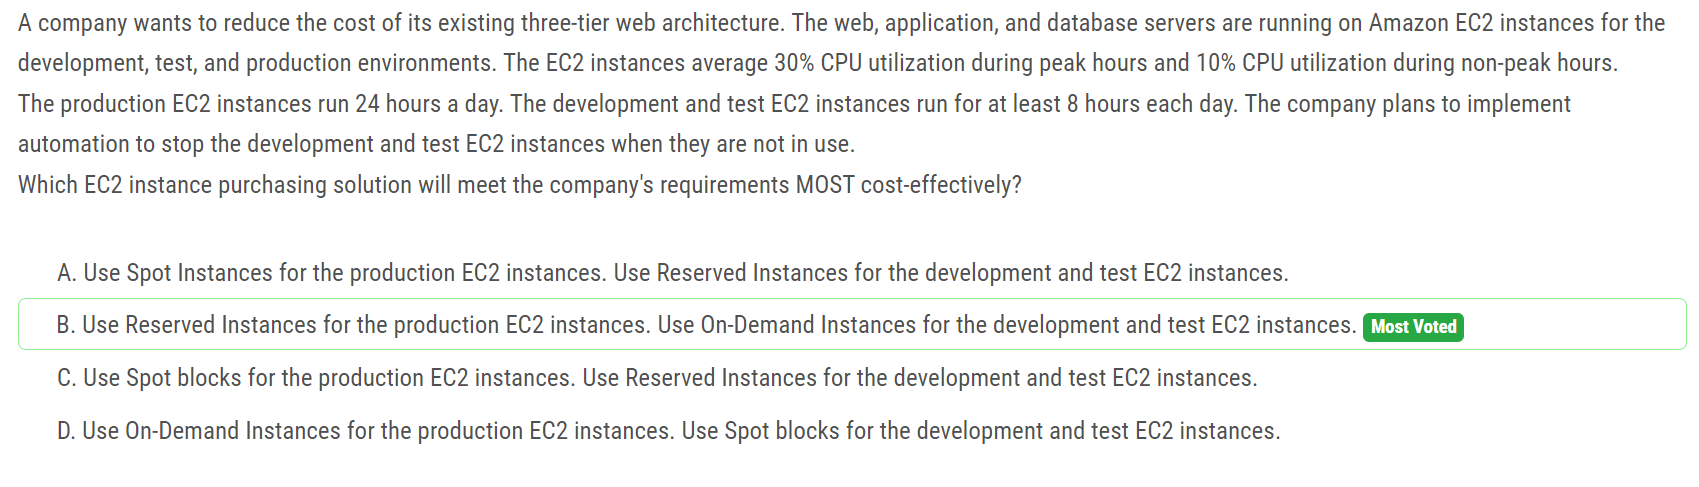 A company wants to reduce the cost of its existing three-tier web architecture. The web, application, and database servers are running on Amazon EC2 instances for the
development, test, and production environments. The EC2 instances average 30% CPU utilization during peak hours and 10% CPU utilization during non-peak hours.
The production EC2 instances run 24 hours a day. The development and test EC2 instances run for at least 8 hours each day. The company plans to implement
automation to stop the development and test EC2 instances when they are not in use.
Which EC2 instance purchasing solution will meet the company's requirements MOST cost-effectively?
A. Use Spot Instances for the production EC2 instances. Use Reserved Instances for the development and test EC2 instances.
B. Use Reserved Instances for the production EC2 instances. Use On-Demand Instances for the development and test EC2 instances. Most Voted
C. Use Spot blocks for the production EC2 instances. Use Reserved Instances for the development and test EC2 instances.
D. Use On-Demand Instances for the production EC2 instances. Use Spot blocks for the development and test EC2 instances.